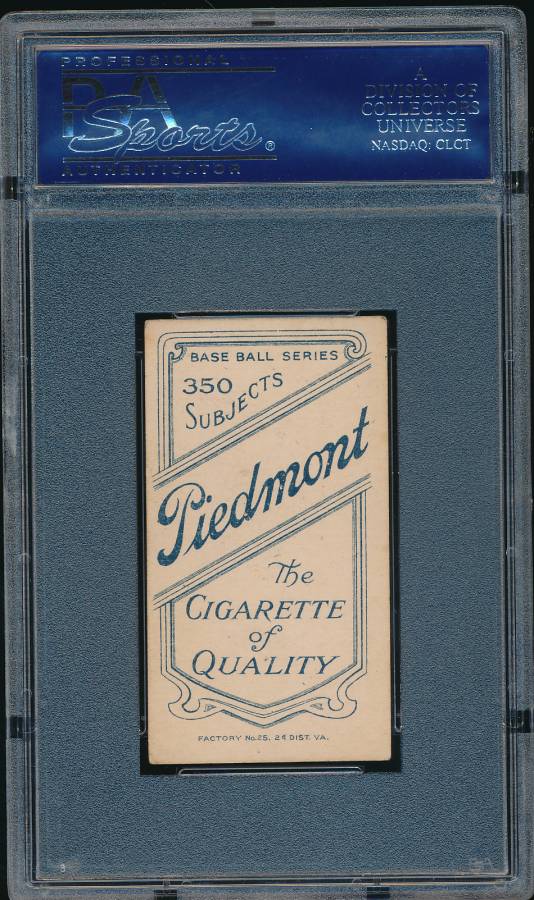 PROFESSIONAL
PSA
Sports®
AUTHENTICATOR
A
DIVISION OF
COLLECTORS
UNIVERSE
NASDAQ: CLCT
BASE BALL SERIES
350
SUBJECTS
Piedmont
The
CIGARETTE
of
QUALITY
FACTORY No. 25, 2d DIST. VA.